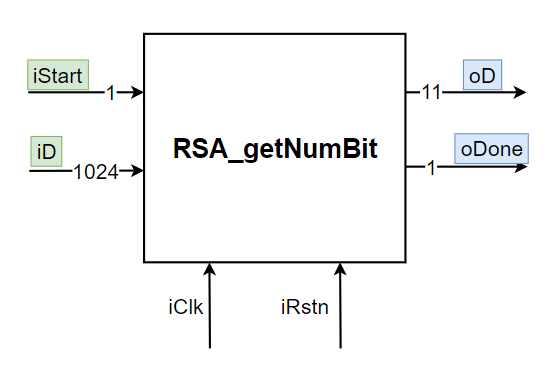 iStart
1
iD
1024
RSA_getNumBit
11
oD
1
oDone
iClk
iRstn